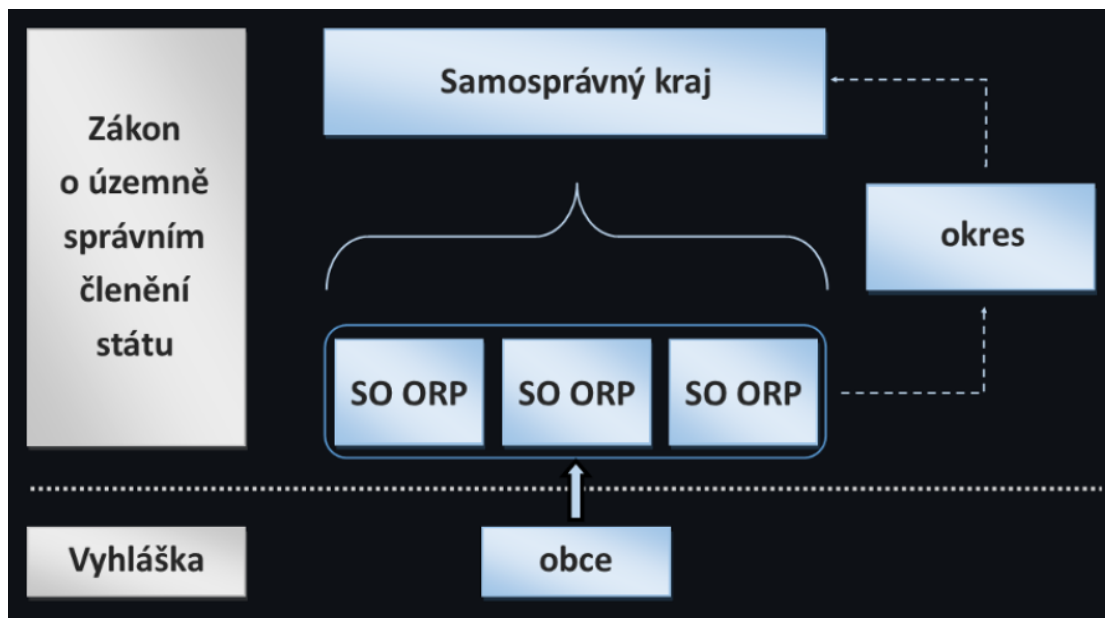 Zákon
o územně
správním
členění
státu
Samosprávný kraj
okres
SO ORP
SO ORP
SO ORP
Vyhláška
obce